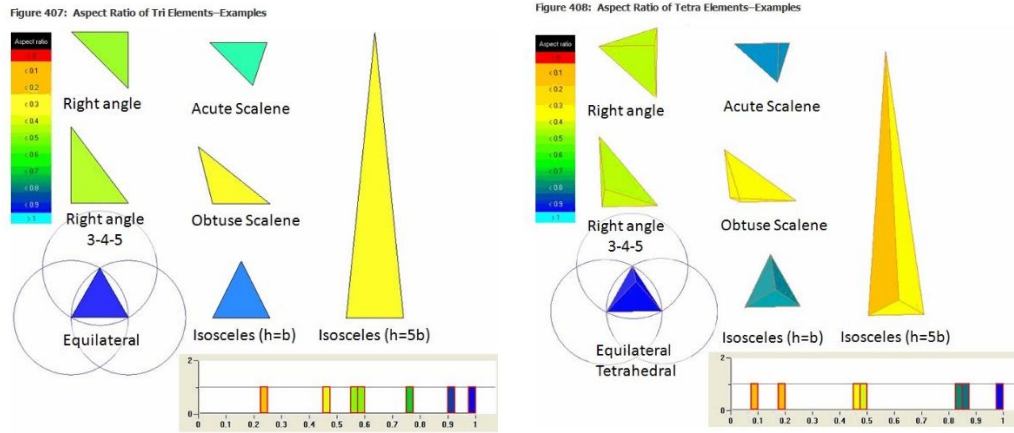 Figure 407: Aspect Ratio of Tri Elements–Examples
Aspect ratio
< 0.1
< 0.2
< 0.3
< 0.4
< 0.5
< 0.6
< 0.7
< 0.8
< 0.9
> 1
Right angle
Acute Scalene
Right angle
3-4-5
Obtuse Scalene
Equilateral
Isosceles (h=b)
Isosceles (h=5b)
2
1
0
0 0.1 0.2 0.3 0.4 0.5 0.6 0.7 0.8 0.9 1
Figure 408: Aspect Ratio of Tetra Elements–Examples
Aspect ratio
< 0.1
< 0.2
< 0.3
< 0.4
< 0.5
< 0.6
< 0.7
< 0.8
< 0.9
> 1
Right angle
Acute Scalene
Right angle
3-4-5
Obtuse Scalene
Equilateral
Tetrahedral
Isosceles (h=b)
Isosceles (h=5b)
2
1
0
0 0.1 0.2 0.3 0.4 0.5 0.6 0.7 0.8 0.9 1